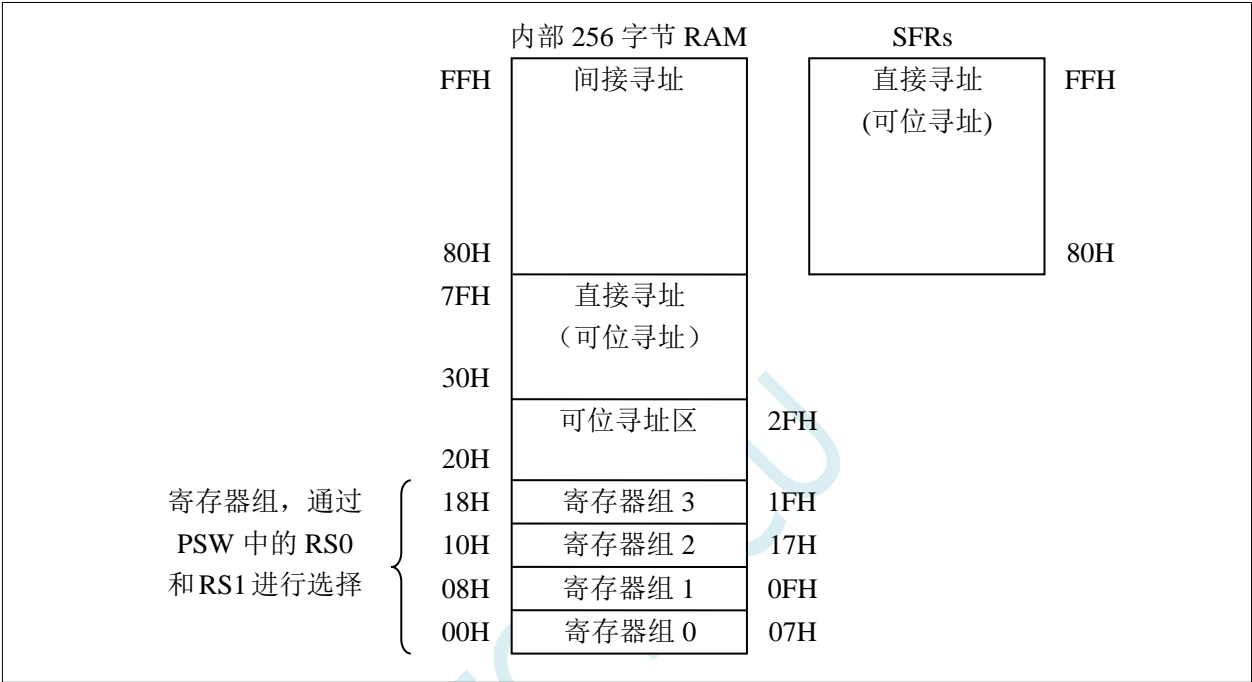 内部 256 字节 RAM SFRs
FFH 间接寻址 直接寻址 FFH
(可位寻址)
80H 80H
7FH 直接寻址
（可位寻址）
30H
可位寻址区 2FH
20H
寄存器组，通过 18H 寄存器组 3 1FH
PSW 中的 RS0 10H 寄存器组 2 17H
和 RS1 进行选择 08H 寄存器组 1 0FH
00H 寄存器组 0 07H